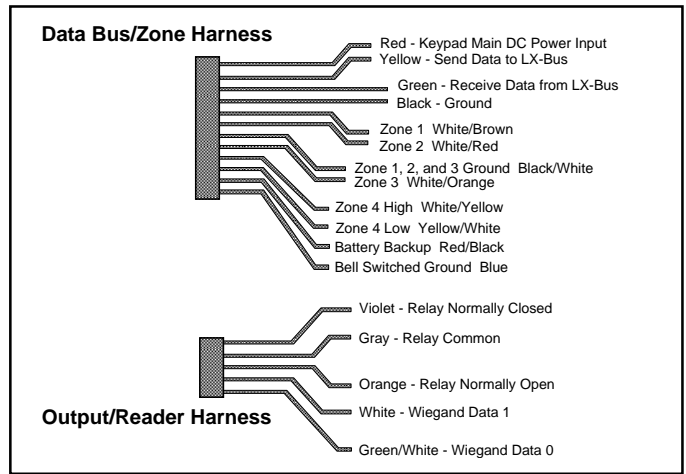 Data Bus/Zone Harness
Red - Keypad Main DC Power Input
Yellow - Send Data to LX-Bus
Green - Receive Data from LX-Bus
Black - Ground
Zone 1 White/Brown
Zone 2 White/Red
Zone 1, 2, and 3 Ground Black/White
Zone 3 White/Orange
Zone 4 High White/Yellow
Zone 4 Low Yellow/White
Battery Backup Red/Black
Bell Switched Ground Blue
Violet - Relay Normally Closed
Gray - Relay Common
Orange - Relay Normally Open
White - Wiegand Data 1
Output/Reader Harness
Green/White - Wiegand Data 0